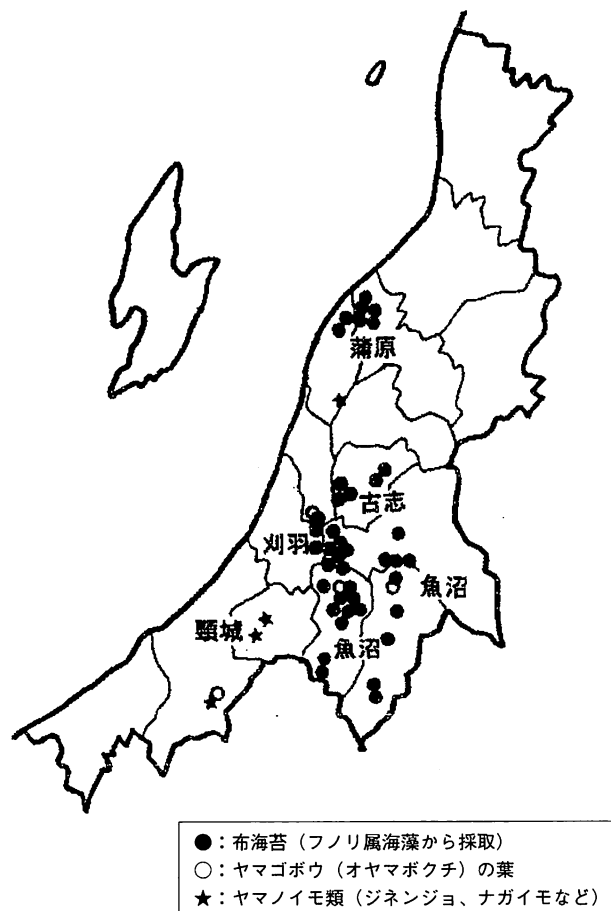 蒲原
古志
刈羽
魚沼
頸城
魚沼
●：布海苔（フノリ属海藻から採取）
○：ヤマゴボウ（オヤマボクチ）の葉
★：ヤマノイモ類（ジネンジョ、ナガイモなど）